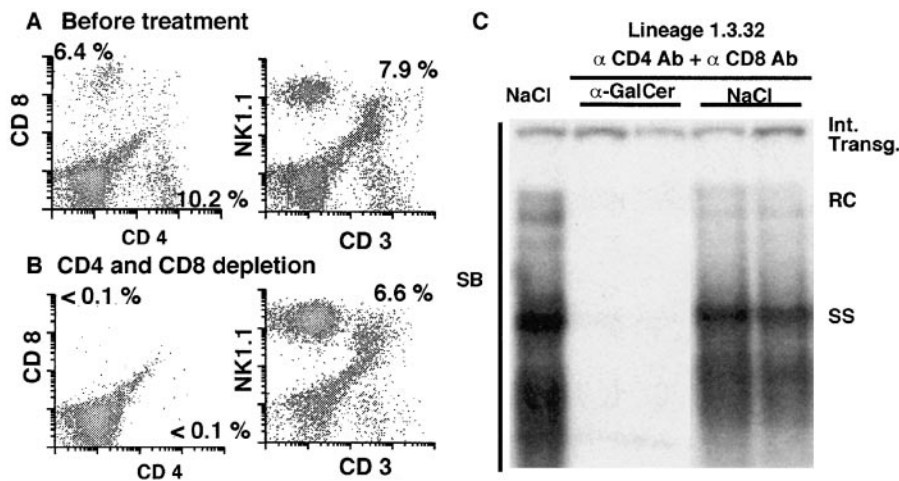 A Before treatment
6.4 %
CD 8
10.2 %
CD 4
7.9 %
NK1.1
CD 3
B CD4 and CD8 depletion
< 0.1 %
CD 8
< 0.1 %
CD 4
6.6 %
NK1.1
CD 3
C
Lineage 1.3.32
α CD4 Ab + α CD8 Ab
NaCl α-GalCer NaCl
Int.
Transg.
RC
SB
SS